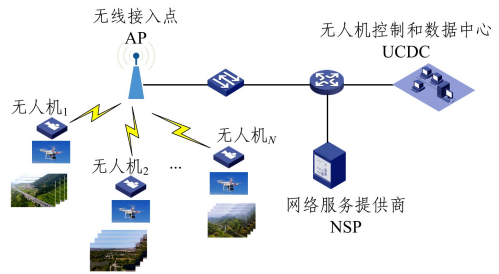 无线接入点
AP
无人机控制和数据中心
UCDC
无人机1
无人机2
...
无人机N
网络服务提供商
NSP